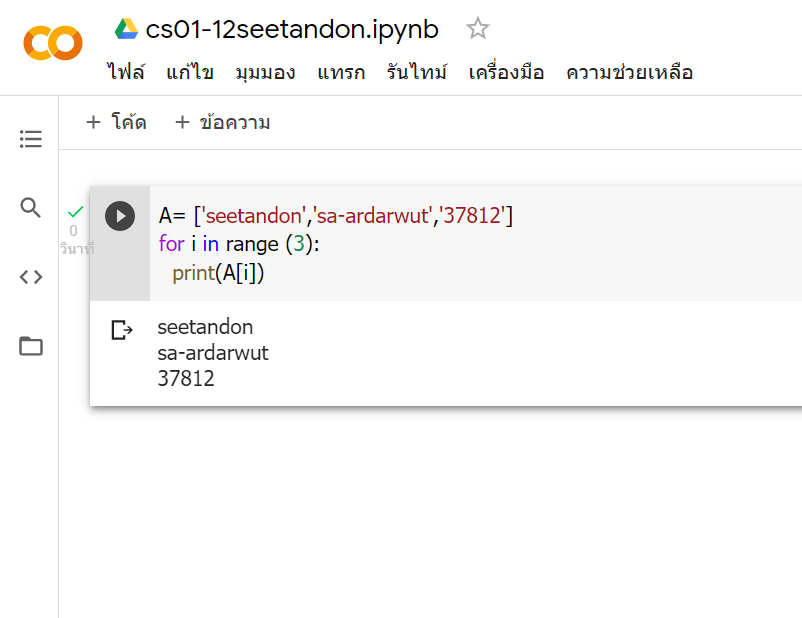 cs01-12seetandon.ipynb
ไฟล์ แก้ไข มุมมอง แทรก รันไทม์ เครื่องมือ ความช่วยเหลือ
+ โค้ด + ข้อความ
0
วินาที
A= ['seetandon','sa-ardarwut','37812']
for i in range (3):
print(A[i])
seetandon
sa-ardarwut
37812